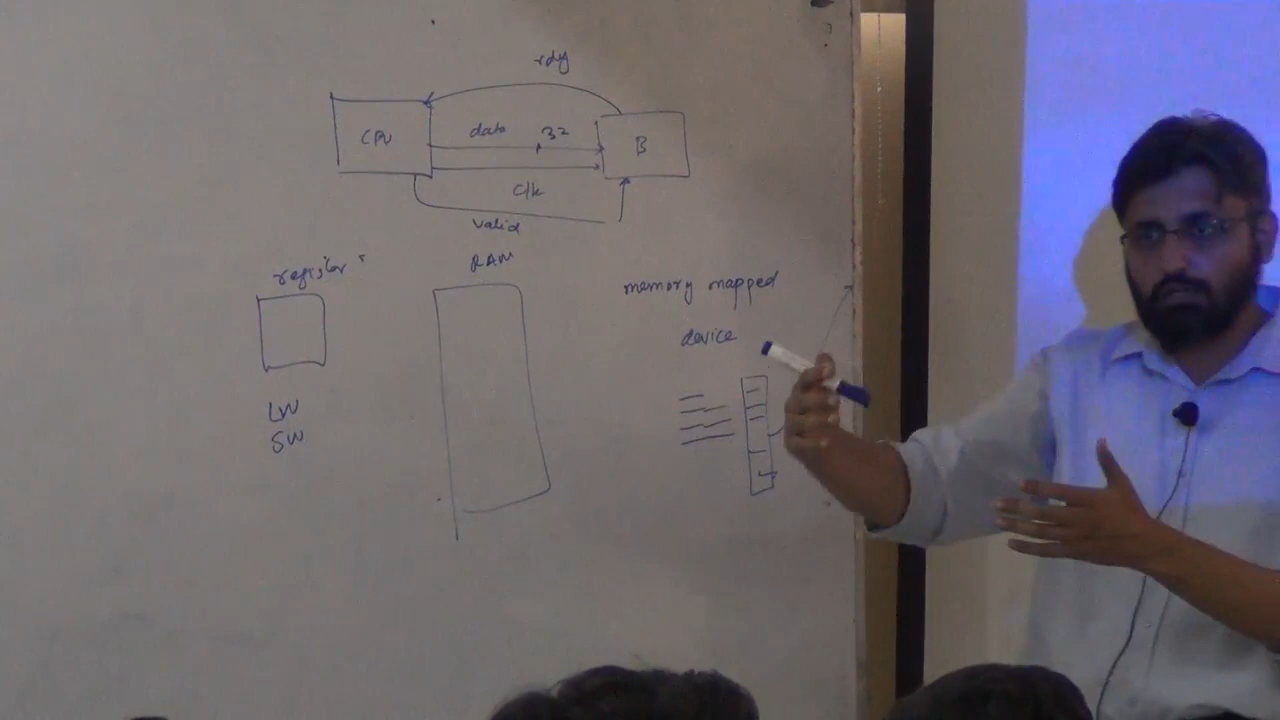 rdy
CPU
data 32
B
clk
valid
register
RAM
LW
SW
memory mapped
device